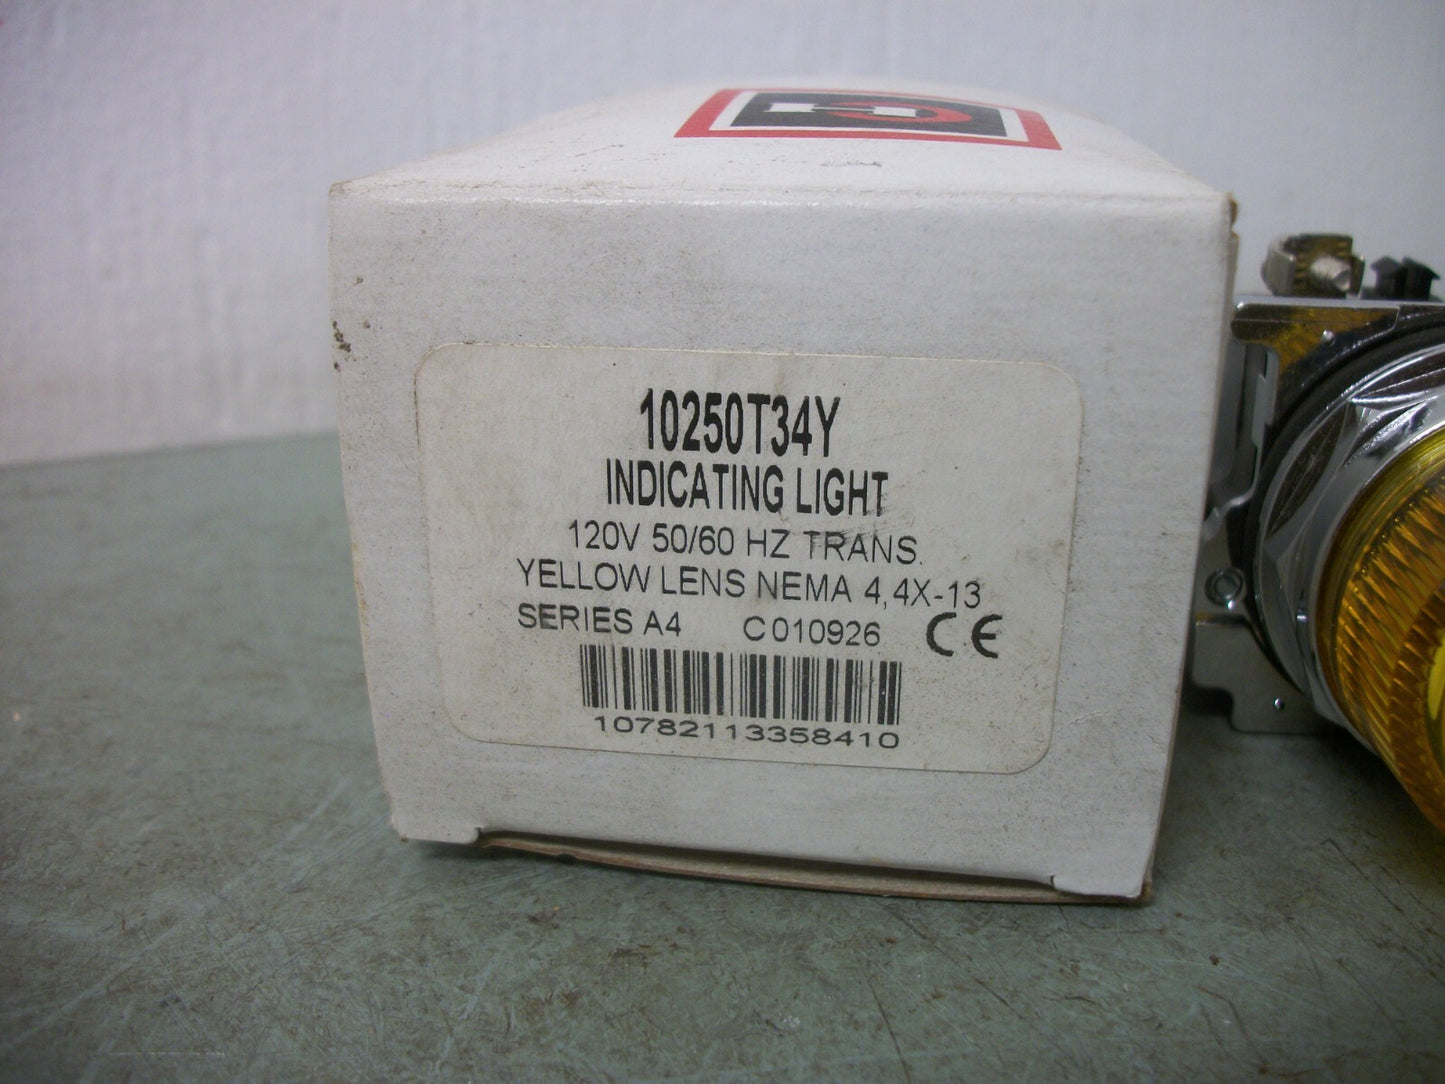 10250T34Y
INDICATING LIGHT
120V 50/60 HZ TRANS.
YELLOW LENS NEMA 4,4X-13
SERIES A4 C010926 CE
10782113358410